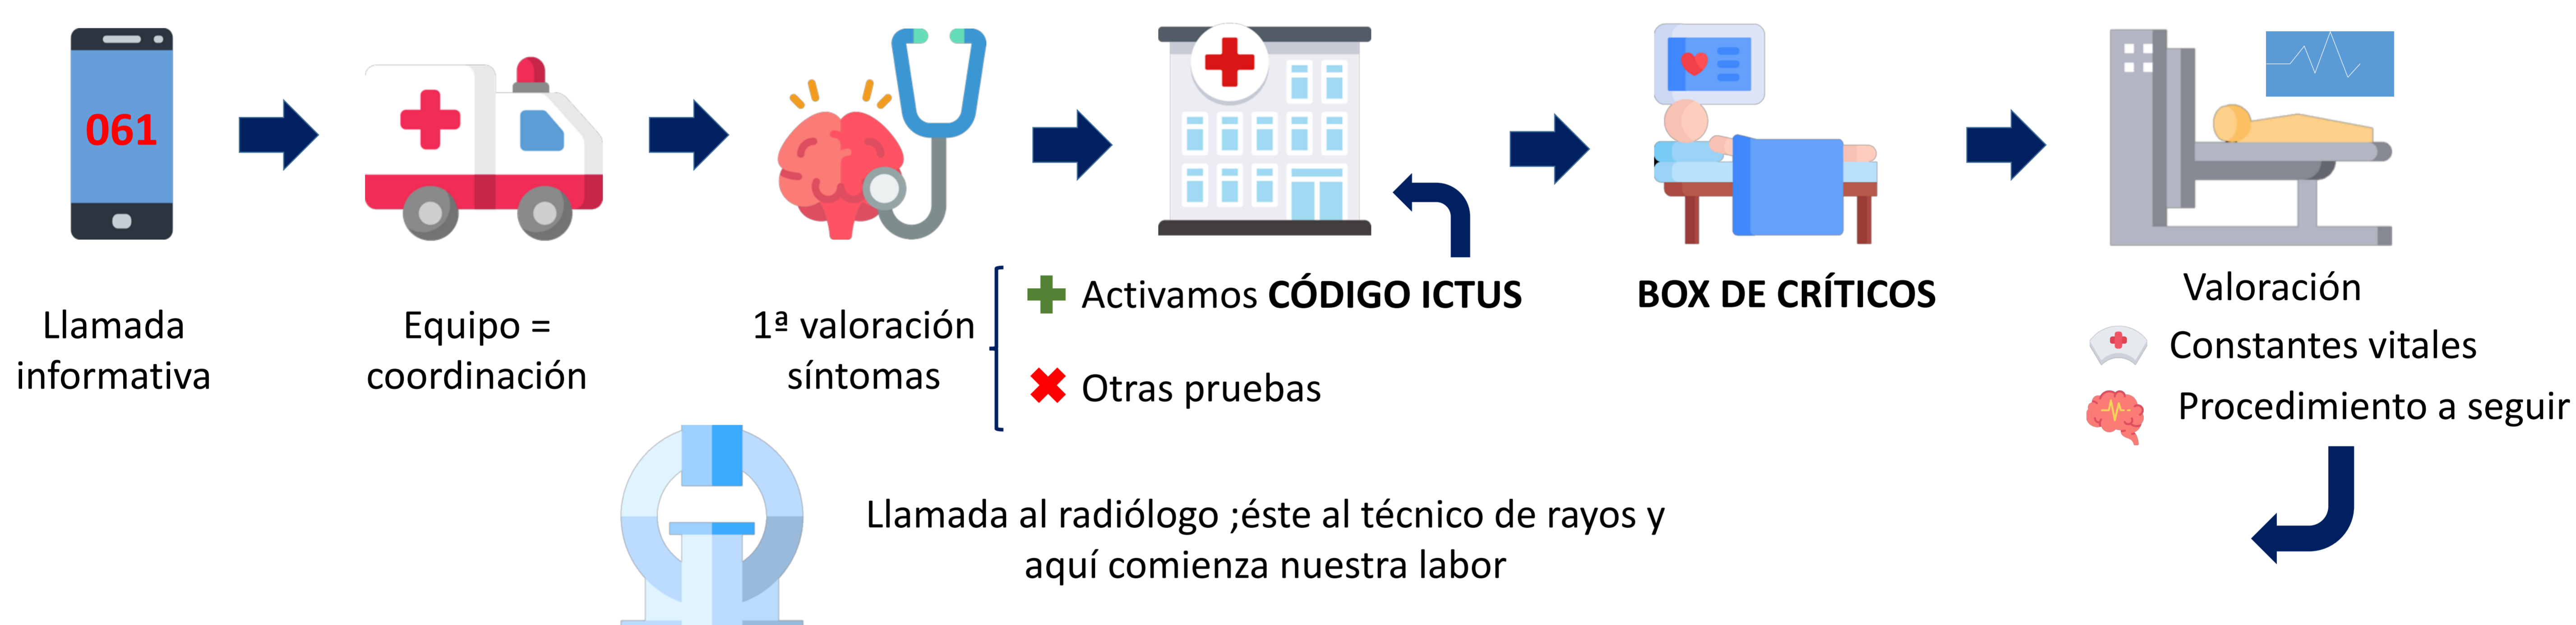 061
Llamada
informativa
Equipo =
coordinación
1ª valoración
síntomas
Activamos CÓDIGO ICTUS
Otras pruebas
BOX DE CRÍTICOS
Valoración
Constantes vitales
Procedimiento a seguir
Llamada al radiólogo ;éste al técnico de rayos y
aquí comienza nuestra labor